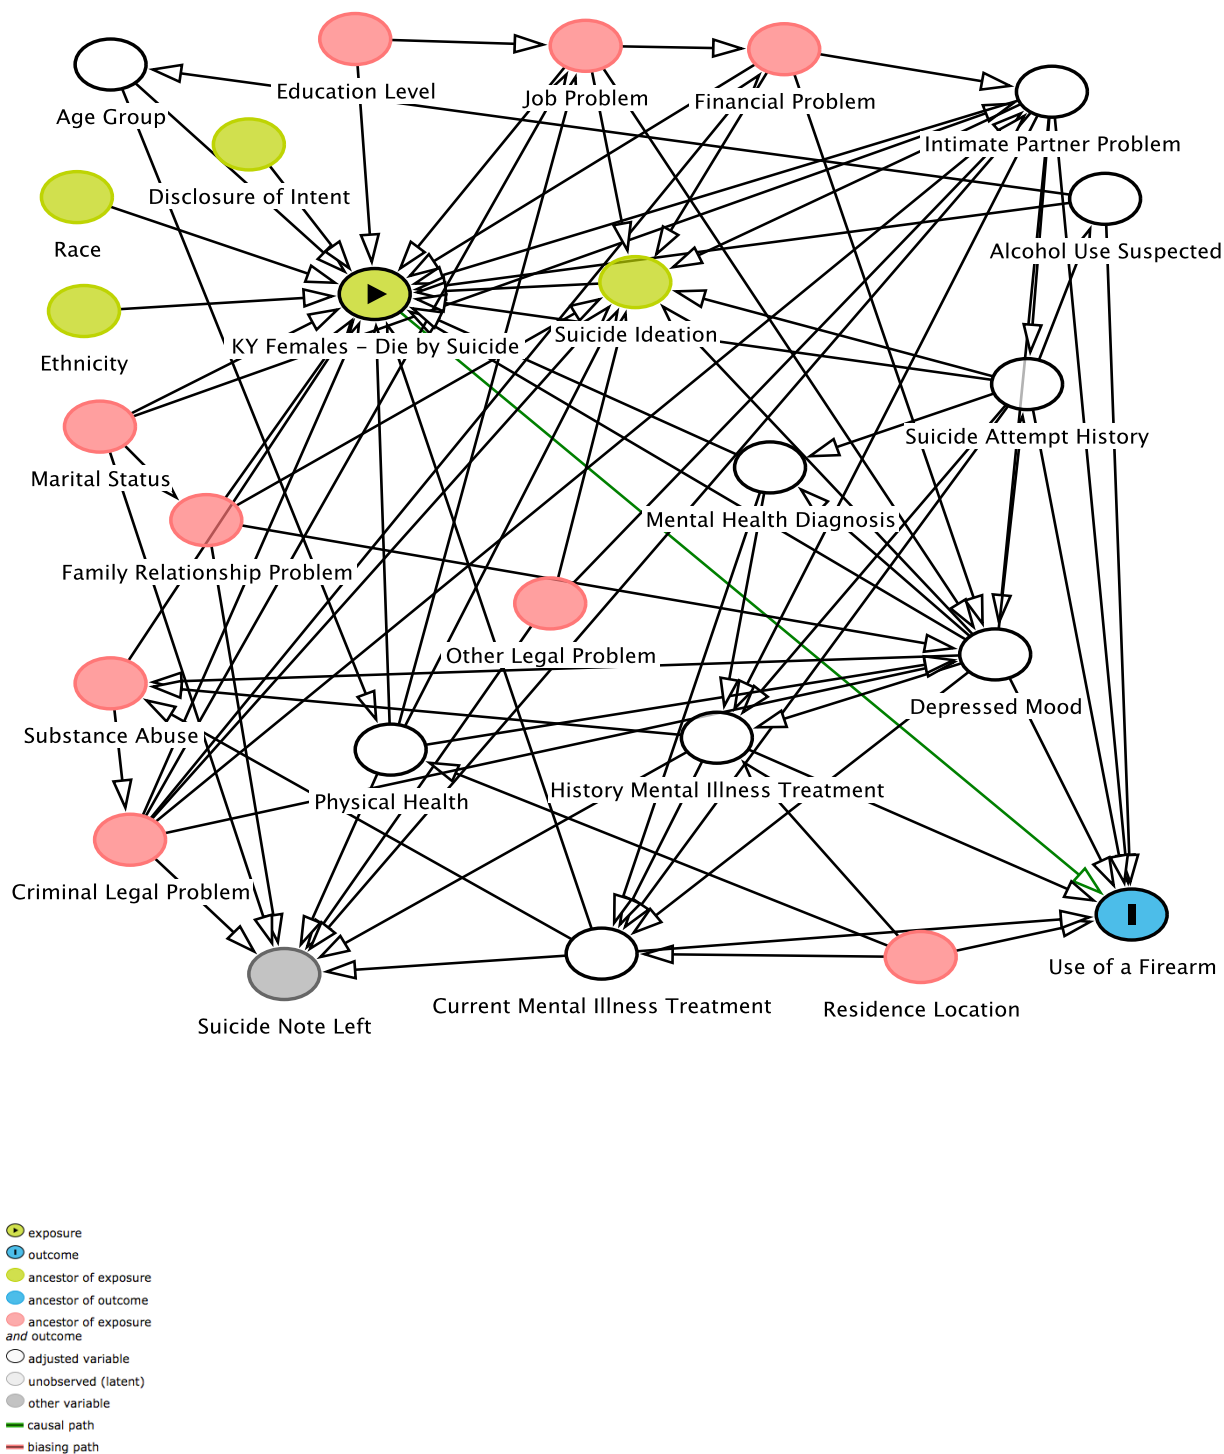 Education Level
Job Problem
Financial Problem
Age Group
Intimate Partner Problem
Disclosure of Intent
Race
Alcohol Use Suspected
KY Females – Die by Suicide
Suicide Ideation
Ethnicity
Suicide Attempt History
Marital Status
Mental Health Diagnosis
Family Relationship Problem
Other Legal Problem
Depressed Mood
Substance Abuse
Physical Health
History Mental Illness Treatment
Criminal Legal Problem
Use of a Firearm
Suicide Note Left
Current Mental Illness Treatment
Residence Location
exposure
outcome
ancestor of exposure
ancestor of outcome
ancestor of exposure
and outcome
adjusted variable
unobserved (latent)
other variable
causal path
biasing path